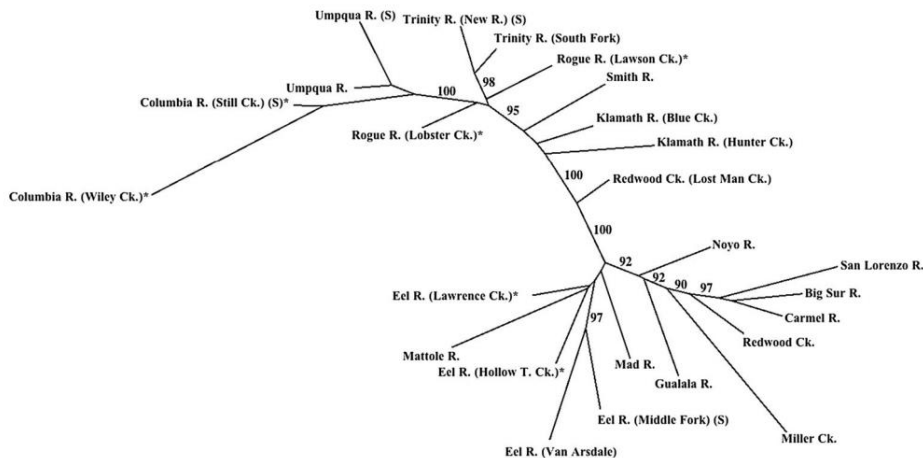 Umpqua R. (S)
Trinity R. (New R.) (S)
Trinity R. (South Fork)
Rogue R. (Lawson Ck.)*
Smith R.
98
Umpqua R.
100
Columbia R. (Still Ck.) (S)*
95
Klamath R. (Blue Ck.)
Rogue R. (Lobster Ck.)*
Klamath R. (Hunter Ck.)
100
Redwood Ck. (Lost Man Ck.)
Columbia R. (Wiley Ck.)*
100
Noyo R.
92
San Lorenzo R.
92
90
97
Eel R. (Lawrence Ck.)*
Big Sur R.
97
Carmel R.
Redwood Ck.
Mattole R.
Mad R.
Eel R. (Hollow T. Ck.)*
Gualala R.
Eel R. (Middle Fork) (S)
Miller Ck.
Eel R. (Van Arsdale)